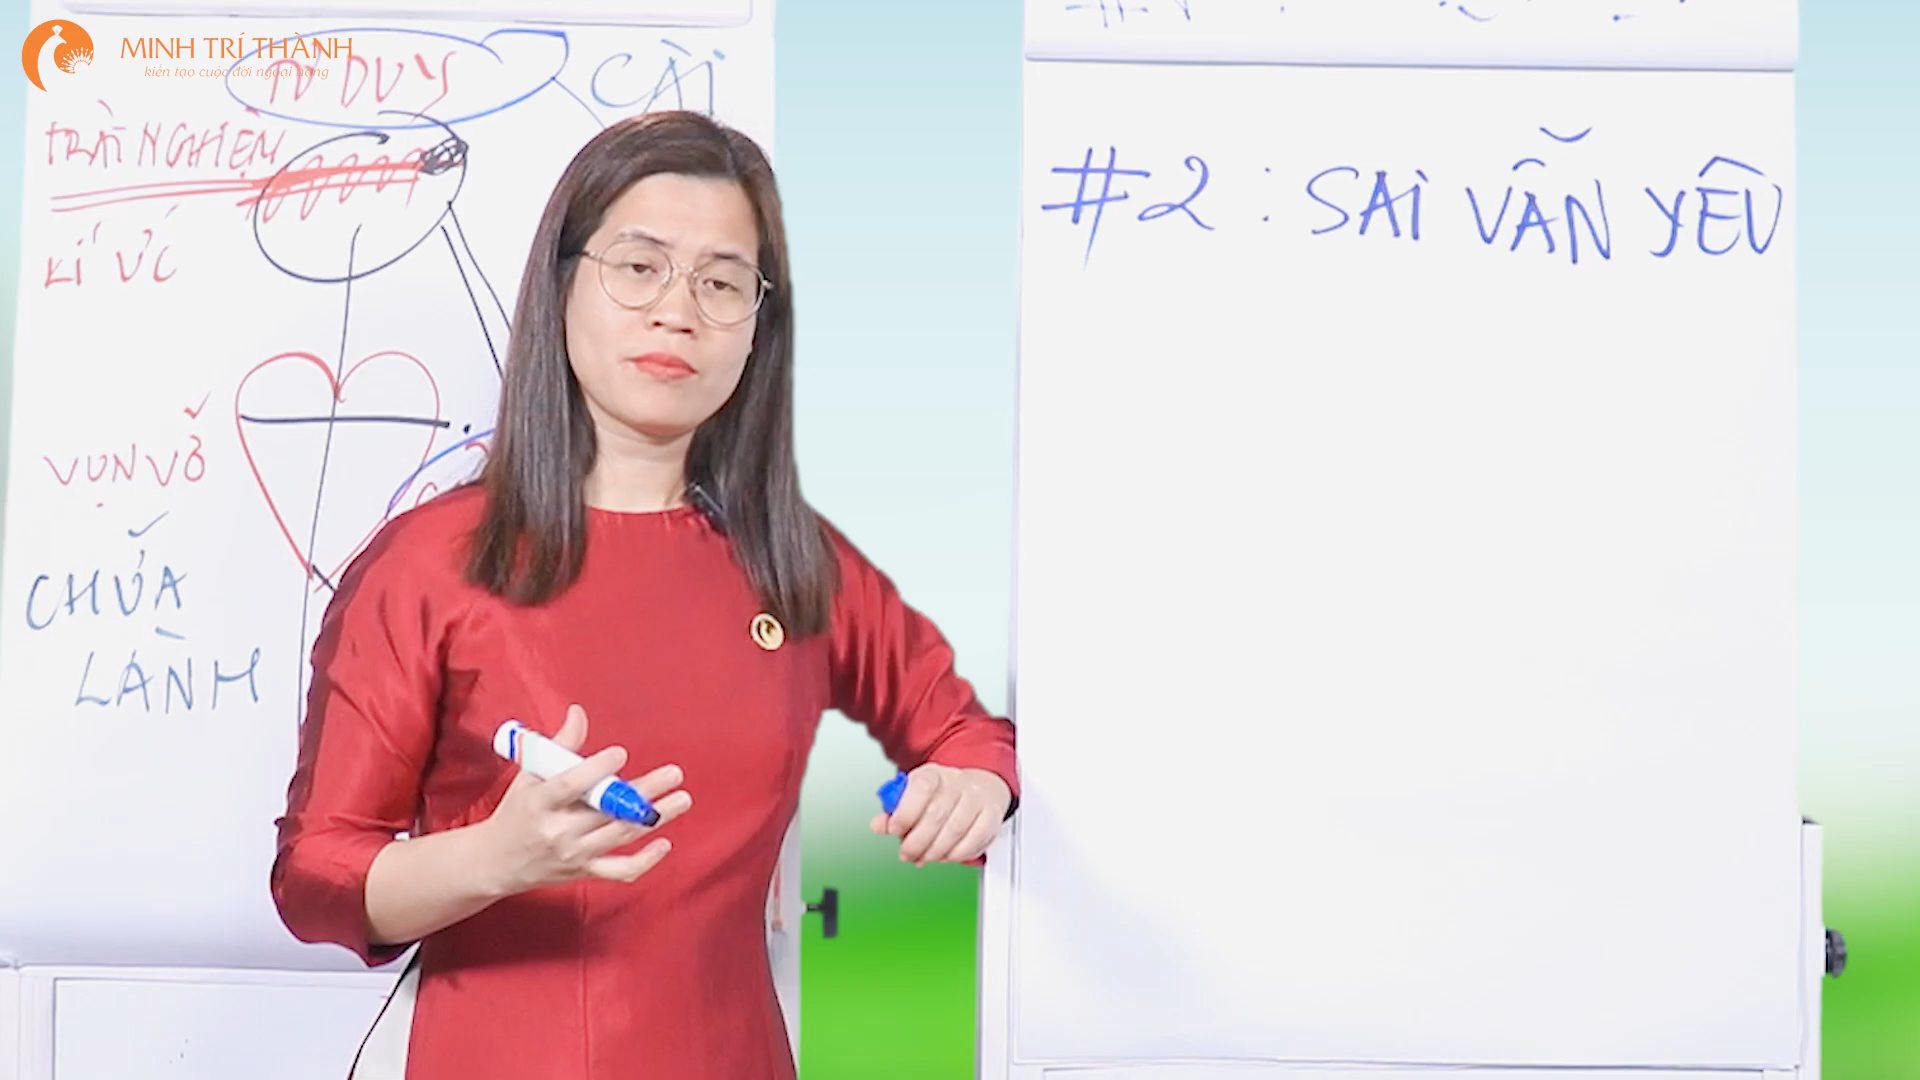 MINH TRÍ THÀNH
kiến tạo cuộc đời ngoại hạng
TƯ DUY
CÀI
TRẢI NGHIỆM
KÍ ỨC
VỤN VỠ
CHỮA
LÀNH
#2 : SAI VẪN YÊU